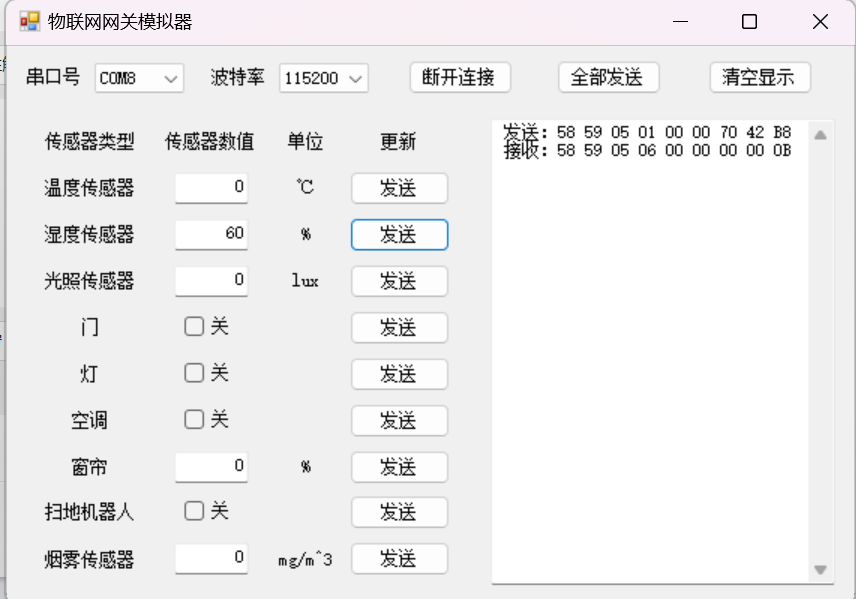 物联网网关模拟器
串口号 COM8 波特率 115200 断开连接 全部发送 清空显示
传感器类型 传感器数值 单位 更新
温度传感器 0 ℃ 发送
湿度传感器 60 % 发送
光照传感器 0 lux 发送
门 关 发送
灯 关 发送
空调 关 发送
窗帘 0 % 发送
扫地机器人 关 发送
烟雾传感器 0 mg/m^3 发送
发送: 58 59 05 01 00 00 70 42 B8
接收: 58 59 05 06 00 00 00 00 0B